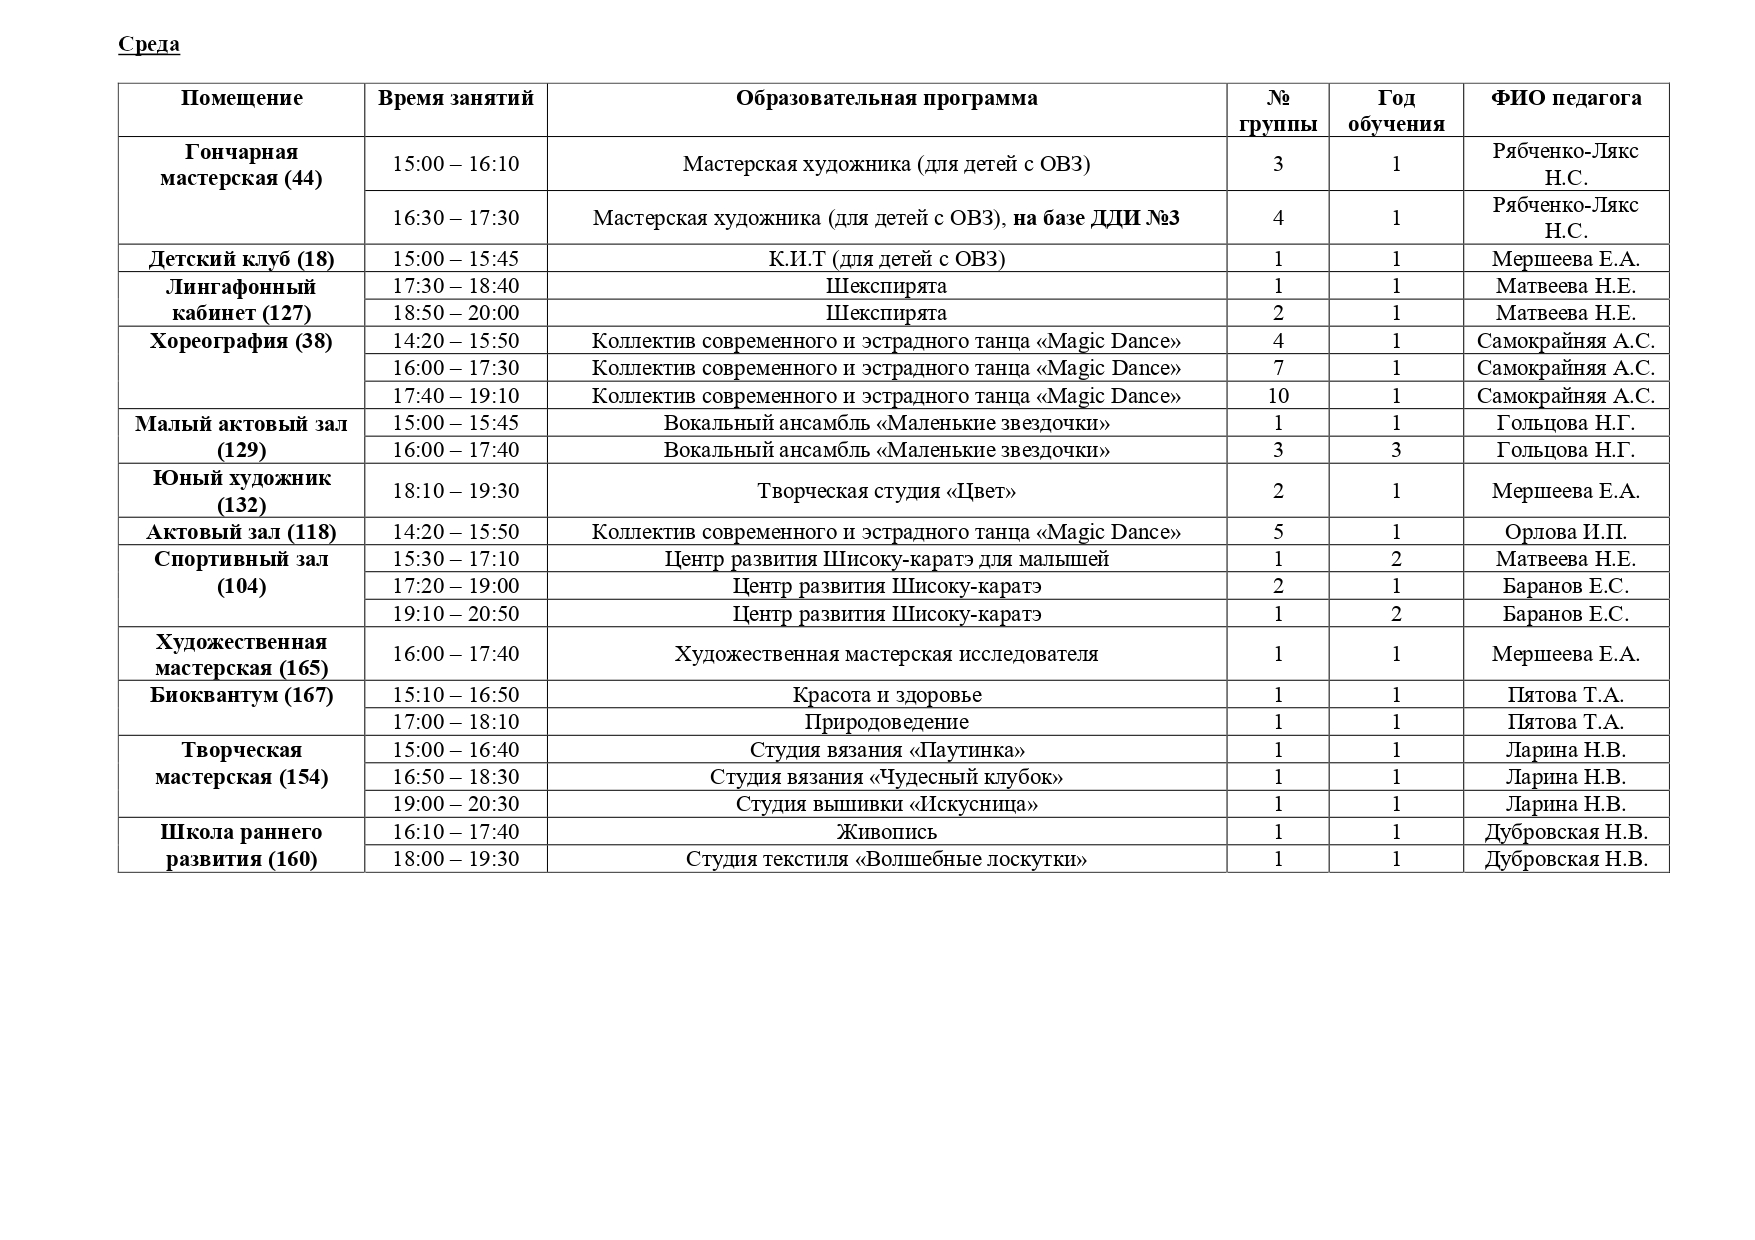 Среда
Помещение Время занятий Образовательная программа № группы Год обучения ФИО педагога
Гончарная мастерская (44) 15:00 – 16:10 Мастерская художника (для детей с ОВЗ) 3 1 Рябченко-Лякс Н.С.
16:30 – 17:30 Мастерская художника (для детей с ОВЗ), на базе ДДИ №3 4 1 Рябченко-Лякс Н.С.
Детский клуб (18) 15:00 – 15:45 К.И.Т (для детей с ОВЗ) 1 1 Мершеева Е.А.
Лингафонный кабинет (127) 17:30 – 18:40 Шекспирята 1 1 Матвеева Н.Е.
18:50 – 20:00 Шекспирята 2 1 Матвеева Н.Е.
Хореография (38) 14:20 – 15:50 Коллектив современного и эстрадного танца «Magic Dance» 4 1 Самокрайняя А.С.
16:00 – 17:30 Коллектив современного и эстрадного танца «Magic Dance» 7 1 Самокрайняя А.С.
17:40 – 19:10 Коллектив современного и эстрадного танца «Magic Dance» 10 1 Самокрайняя А.С.
Малый актовый зал (129) 15:00 – 15:45 Вокальный ансамбль «Маленькие звездочки» 1 1 Гольцова Н.Г.
16:00 – 17:40 Вокальный ансамбль «Маленькие звездочки» 3 3 Гольцова Н.Г.
Юный художник (132) 18:10 – 19:30 Творческая студия «Цвет» 2 1 Мершеева Е.А.
Актовый зал (118) 14:20 – 15:50 Коллектив современного и эстрадного танца «Magic Dance» 5 1 Орлова И.П.
Спортивный зал (104) 15:30 – 17:10 Центр развития Шисоку-каратэ для малышей 1 2 Матвеева Н.Е.
17:20 – 19:00 Центр развития Шисоку-каратэ 2 1 Баранов Е.С.
19:10 – 20:50 Центр развития Шисоку-каратэ 1 2 Баранов Е.С.
Художественная мастерская (165) 16:00 – 17:40 Художественная мастерская исследователя 1 1 Мершеева Е.А.
Биоквантум (167) 15:10 – 16:50 Красота и здоровье 1 1 Пятова Т.А.
17:00 – 18:10 Природоведение 1 1 Пятова Т.А.
Творческая мастерская (154) 15:00 – 16:40 Студия вязания «Паутинка» 1 1 Ларина Н.В.
16:50 – 18:30 Студия вязания «Чудесный клубок» 1 1 Ларина Н.В.
19:00 – 20:30 Студия вышивки «Искусница» 1 1 Ларина Н.В.
Школа раннего развития (160) 16:10 – 17:40 Живопись 1 1 Дубровская Н.В.
18:00 – 19:30 Студия текстиля «Волшебные лоскутки» 1 1 Дубровская Н.В.